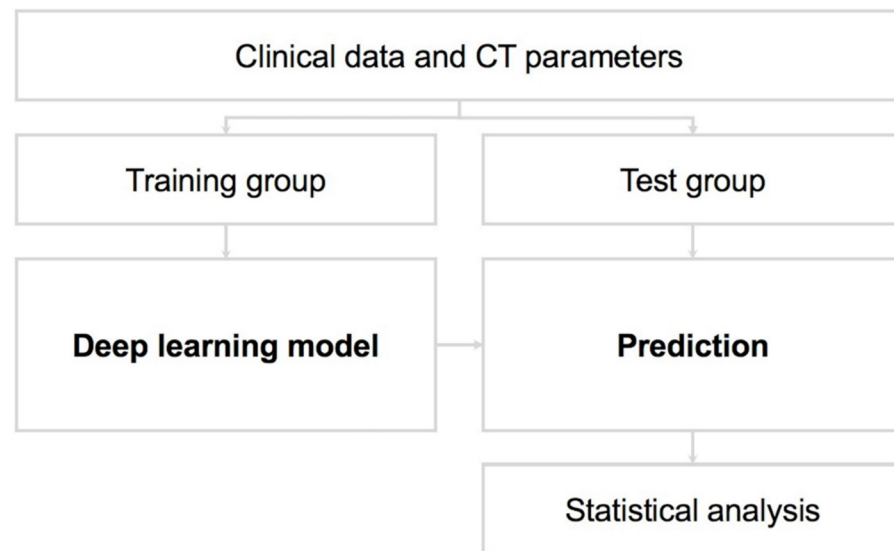 Clinical data and CT parameters
Training group
Test group
Deep learning model
Prediction
Statistical analysis